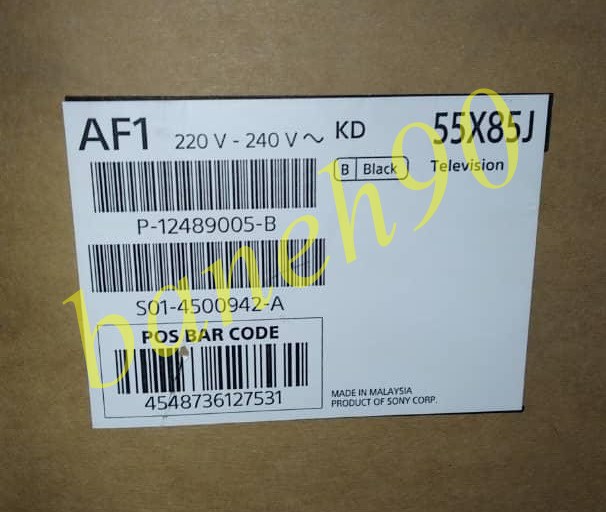 AF1 220 V - 240 V ~ KD 55X85J
B Black Television
P-12489005-B
S01-4500942-A
POS BAR CODE
4548736127531
MADE IN MALAYSIA
PRODUCT OF SONY CORP.
baneh90